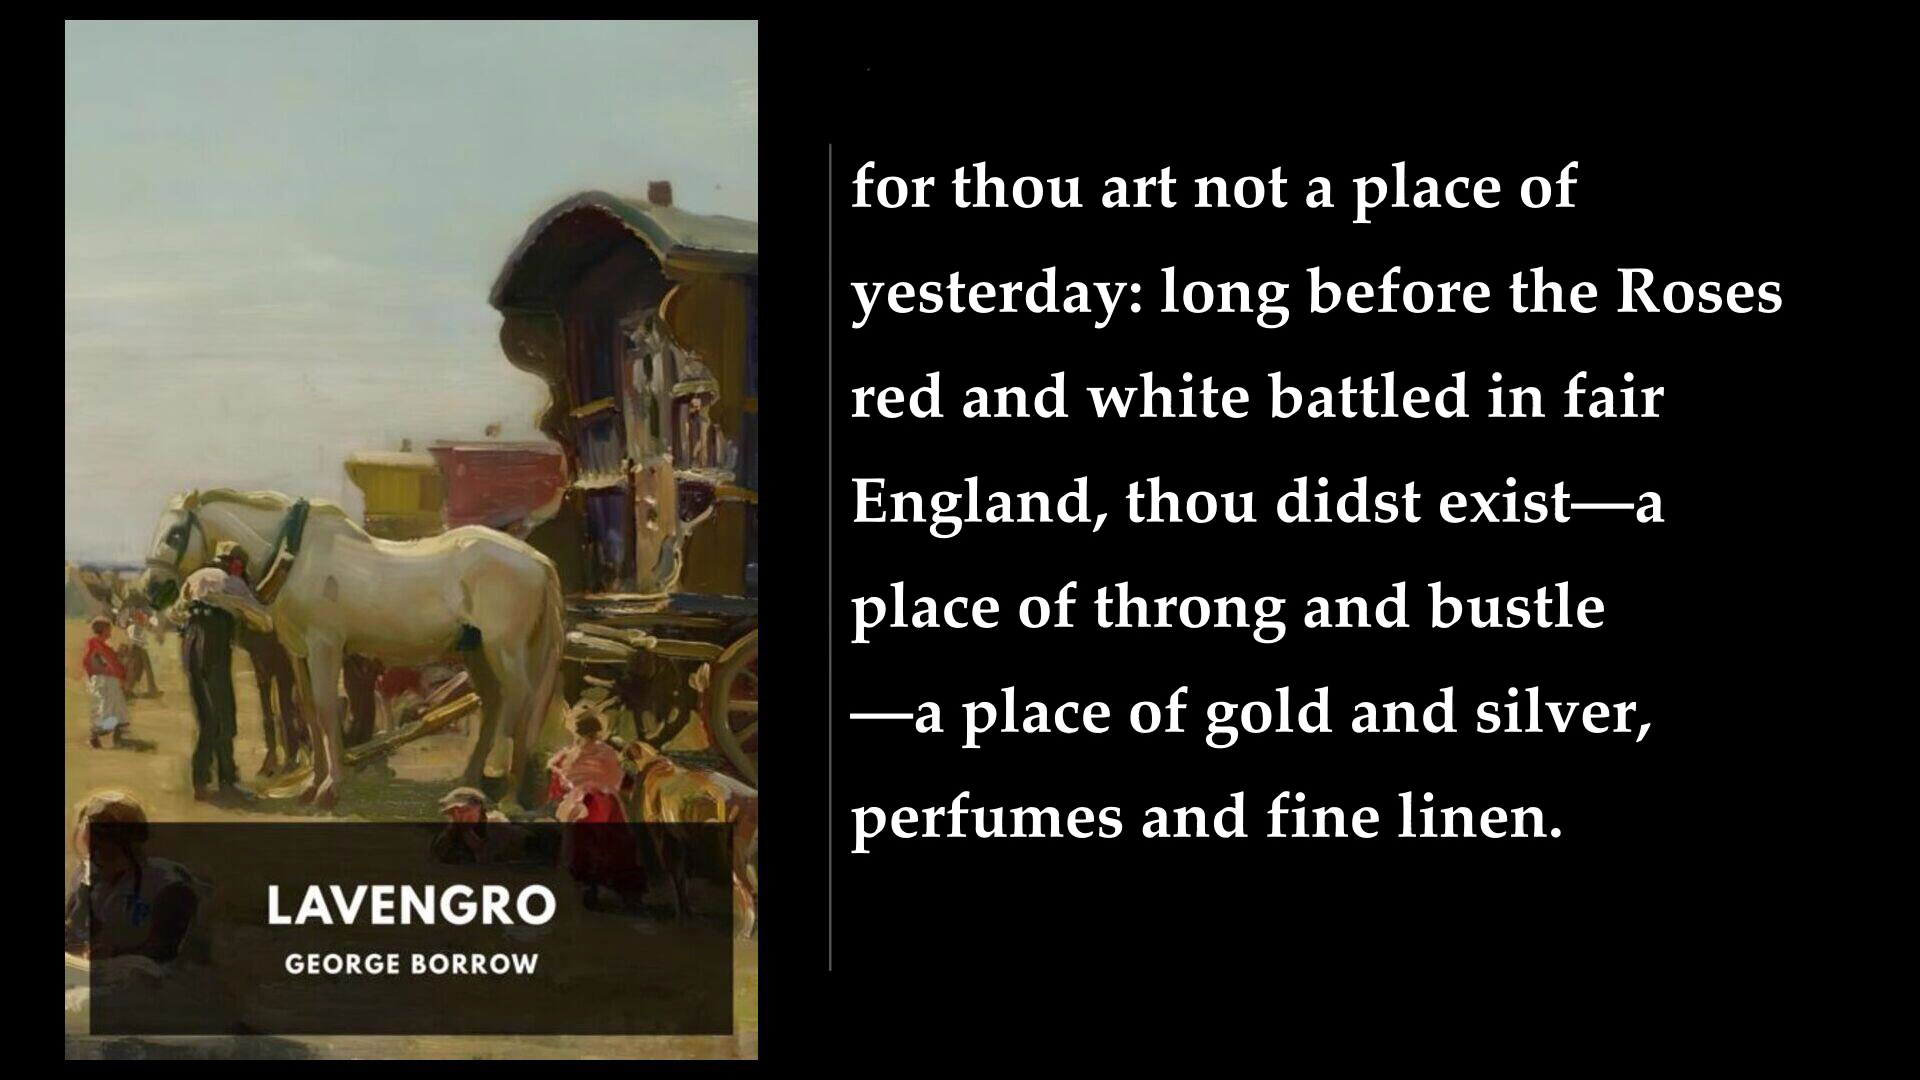 for thou art not a place of
yesterday: long before the Roses
red and white battled in fair
England, thou didst exist—a
place of throng and bustle
—a place of gold and silver,
perfumes and fine linen.
LAVENGRO
GEORGE BORROW